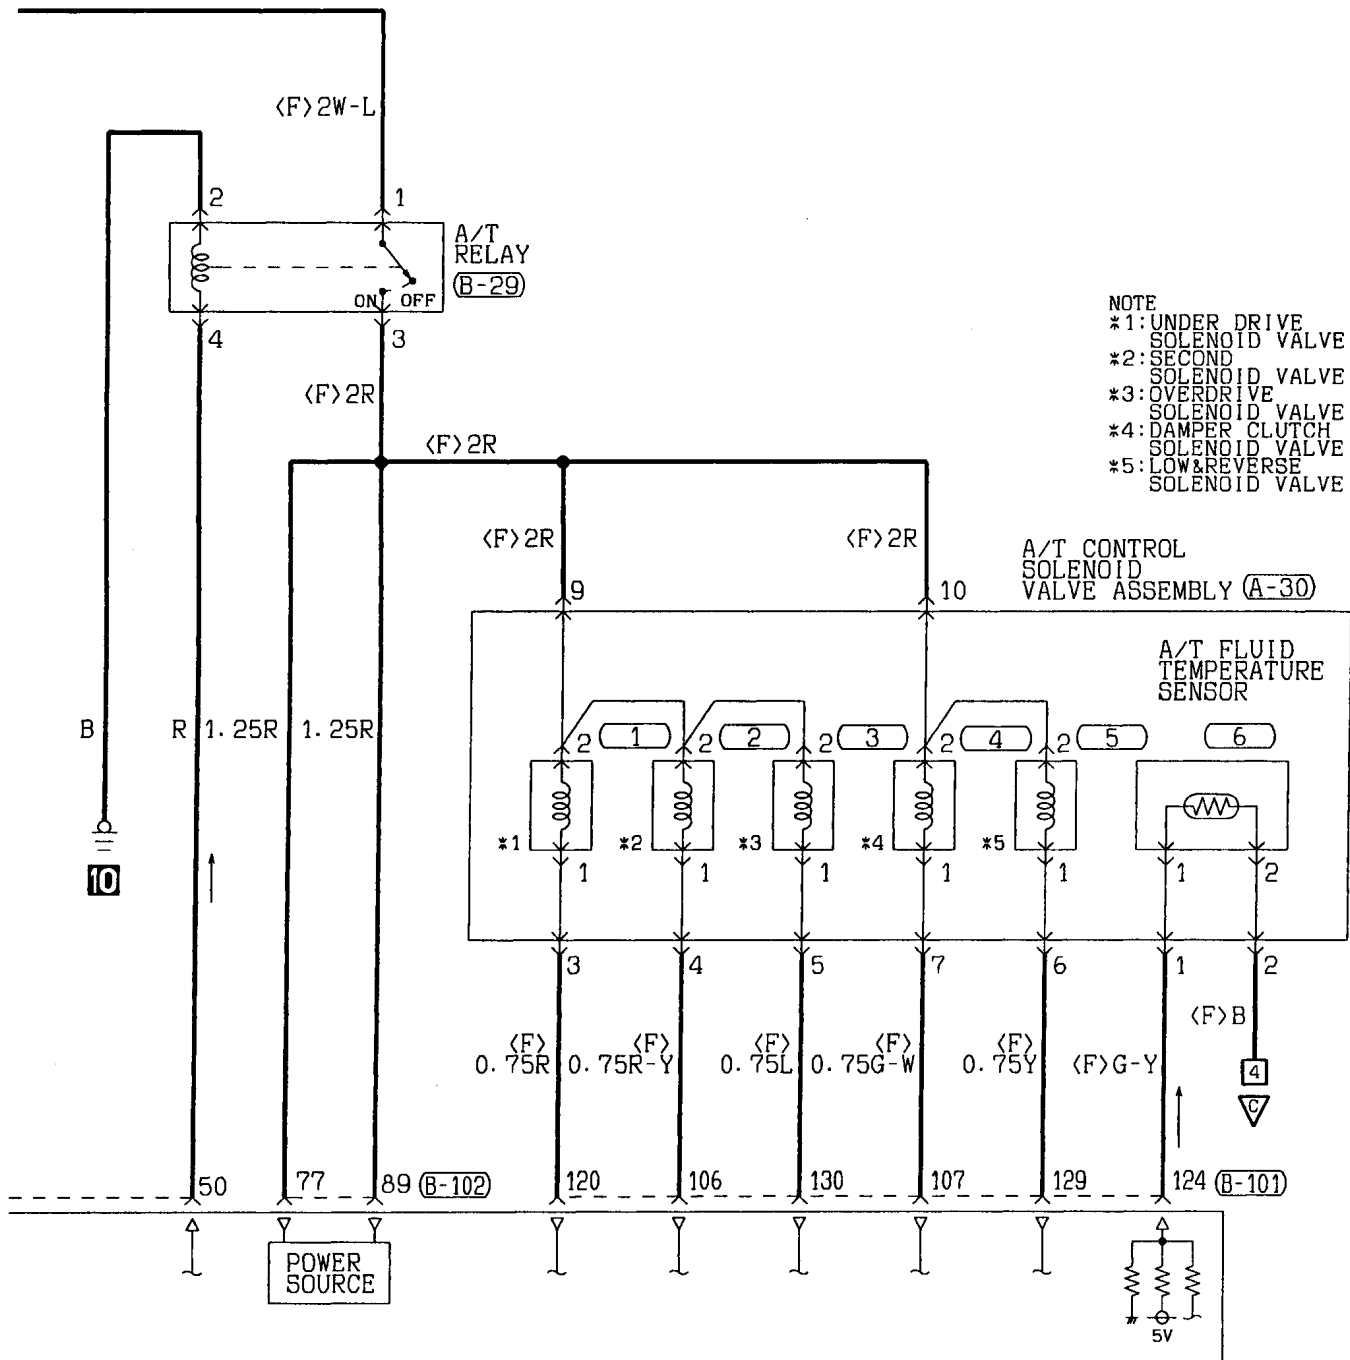 <F>2W-L
2
1
A/T
RELAY
B-29
ON OFF
4
3
<F>2R
<F>2R
NOTE
*1:UNDER DRIVE
SOLENOID VALVE
*2:SECOND
SOLENOID VALVE
*3:OVERDRIVE
SOLENOID VALVE
*4:DAMPER CLUTCH
SOLENOID VALVE
*5:LOW&REVERSE
SOLENOID VALVE
<F>2R
<F>2R
A/T CONTROL
SOLENOID
VALVE ASSEMBLY A-30
9
10
A/T FLUID
TEMPERATURE
SENSOR
B
R
1.25R
1.25R
2 1 2 2 2 3 2 4 2 5 6
*1 *2 *3 *4 *5
1 1 1 1 1 1 2
10
3 4 5 7 6 1 2
<F>B
<F> <F> <F> <F> <F>
0.75R 0.75R-Y 0.75L 0.75G-W 0.75Y <F>G-Y
4
C
50 77 89 B-102 120 106 130 107 129 124 B-101
POWER
SOURCE
5V